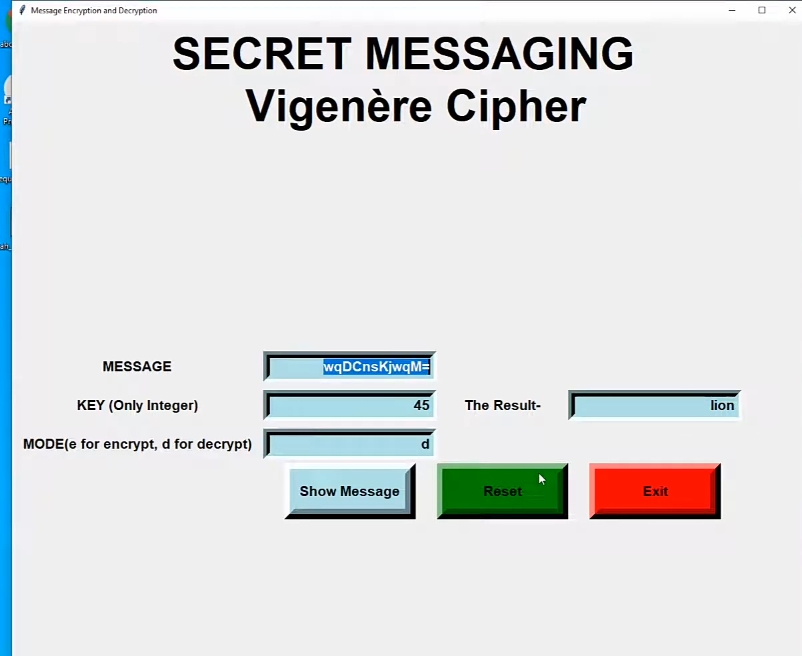 Message Encryption and Decryption
SECRET MESSAGING
Vigenère Cipher
MESSAGE
wqDCnsKjwqM=
KEY (Only Integer)
45
The Result-
lion
MODE(e for encrypt, d for decrypt)
d
Show Message
Reset
Exit